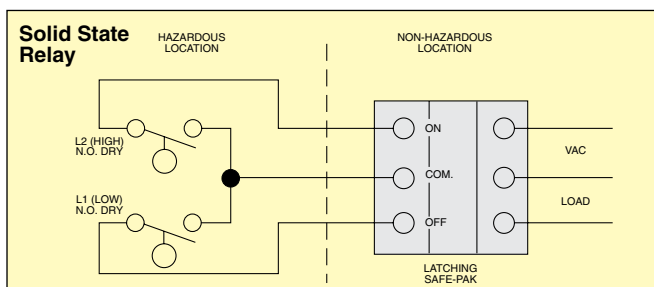 Solid State
Relay
HAZARDOUS
LOCATION
NON-HAZARDOUS
LOCATION
L2 (HIGH)
N.O. DRY
ON
VAC
COM.
L1 (LOW)
N.O. DRY
LOAD
OFF
LATCHING
SAFE-PAK